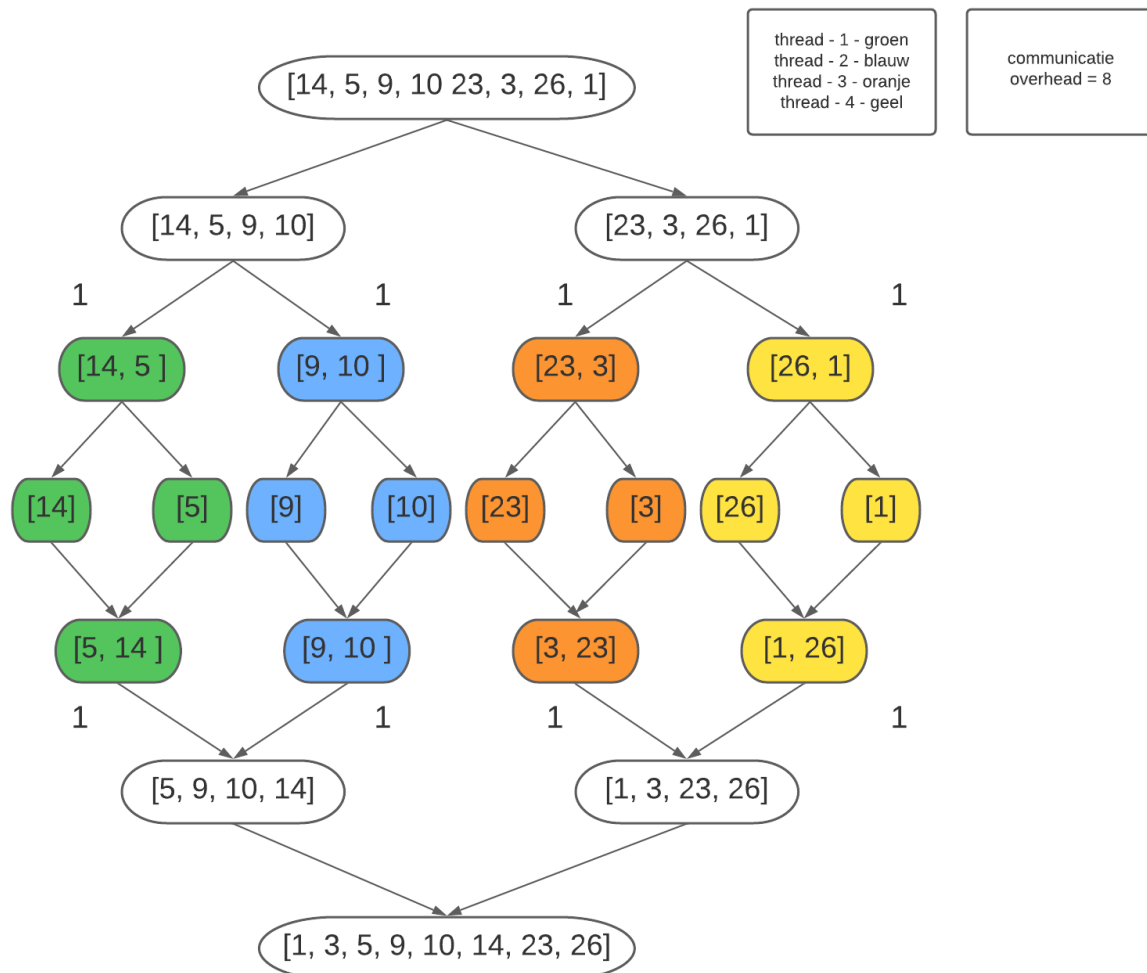 thread - 1 - groen
thread - 2 - blauw
thread - 3 - oranje
thread - 4 - geel
communicatie
overhead = 8
[14, 5, 9, 10 23, 3, 26, 1]
[14, 5, 9, 10]
[23, 3, 26, 1]
1
1
1
1
[14, 5 ]
[9, 10 ]
[23, 3]
[26, 1]
[14]
[5]
[9]
[10]
[23]
[3]
[26]
[1]
[5, 14 ]
[9, 10 ]
[3, 23]
[1, 26]
1
1
1
1
[5, 9, 10, 14]
[1, 3, 23, 26]
[1, 3, 5, 9, 10, 14, 23, 26]